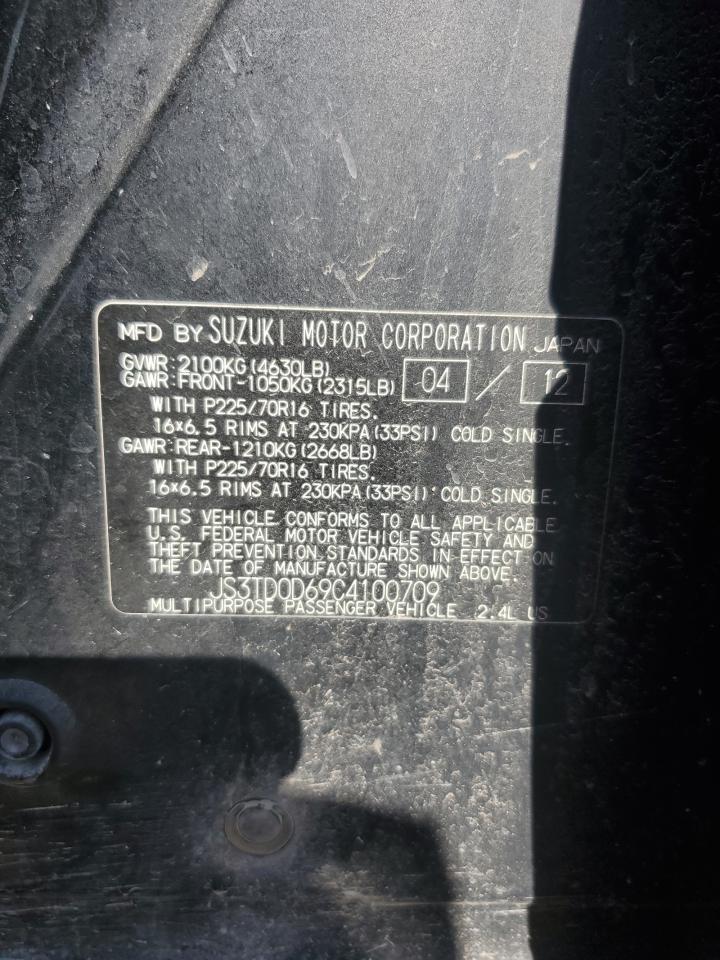 MFD BY SUZUKI MOTOR CORPORATION JAPAN
GVWR:2100KG(4630LB)
GAWR:FRONT-1050KG(2315LB) 04 / 12
WITH P225/70R16 TIRES.
16×6.5 RIMS AT 230KPA(33PSI) COLD SINGLE.
GAWR:REAR-1210KG(2668LB)
WITH P225/70R16 TIRES.
16×6.5 RIMS AT 230KPA(33PSI) COLD SINGLE.
THIS VEHICLE CONFORMS TO ALL APPLICABLE
U.S. FEDERAL MOTOR VEHICLE SAFETY AND
THEFT PREVENTION STANDARDS IN EFFECT ON
THE DATE OF MANUFACTURE SHOWN ABOVE.
JS3TD0D69C4100709
MULTIPURPOSE PASSENGER VEHICLE 2.4L US